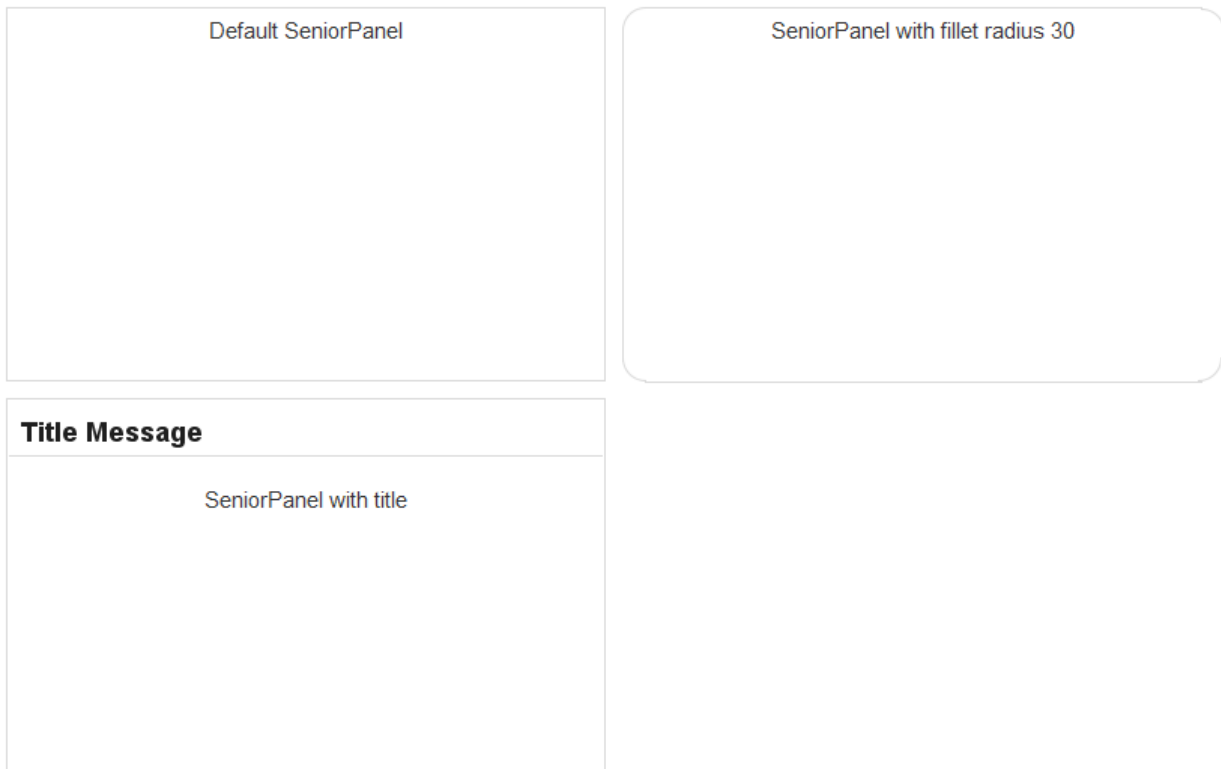 Default SeniorPanel
SeniorPanel with fillet radius 30
Title Message
SeniorPanel with title